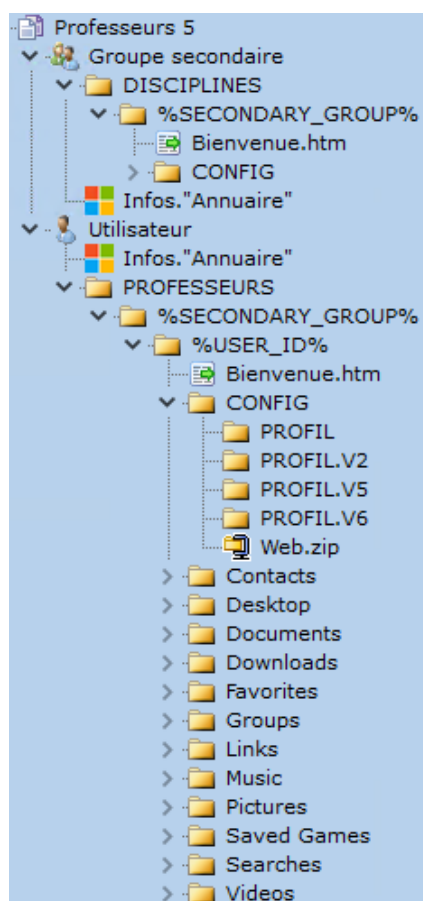 Professeurs 5
Groupe secondaire
DISCIPLINES
%SECONDARY_GROUP%
Bienvenue.htm
CONFIG
Infos."Annuaire"
Utilisateur
Infos."Annuaire"
PROFESSEURS
%SECONDARY_GROUP%
%USER_ID%
Bienvenue.htm
CONFIG
PROFIL
PROFIL.V2
PROFIL.V5
PROFIL.V6
Web.zip
Contacts
Desktop
Documents
Downloads
Favorites
Groups
Links
Music
Pictures
Saved Games
Searches
Videos